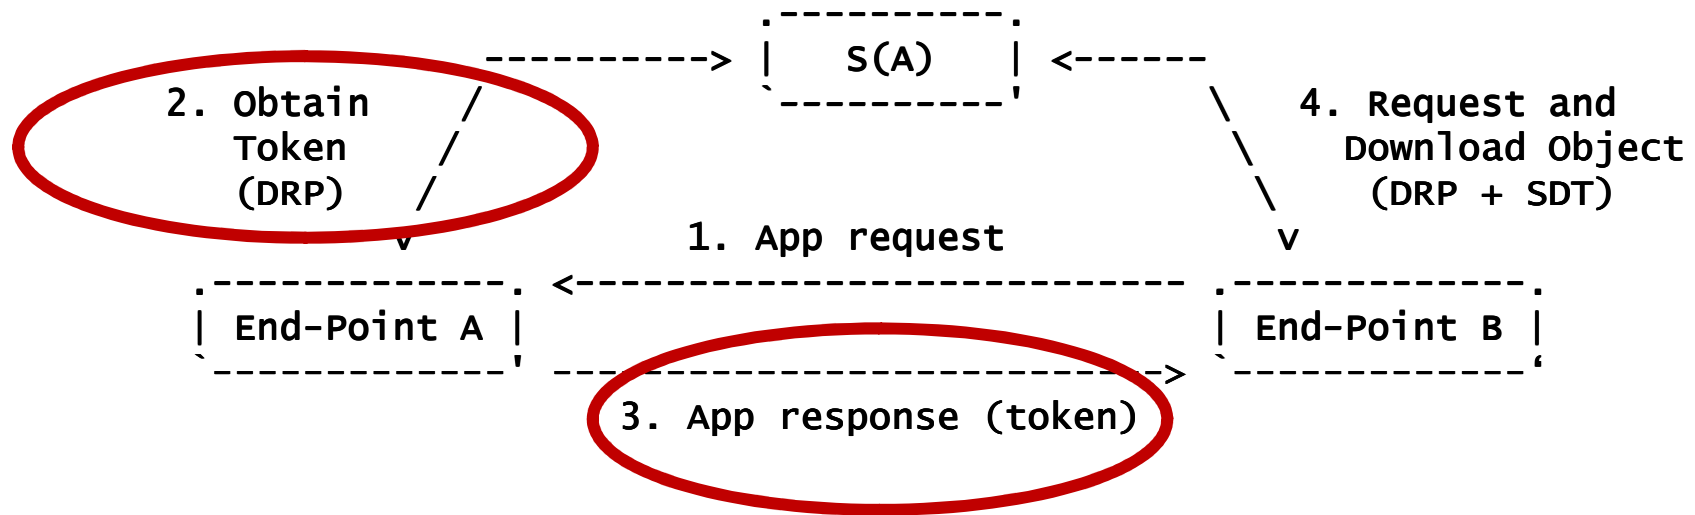 S(A)
2. Obtain
Token
(DRP)
4. Request and
Download Object
(DRP + SDT)
1. App request
End-Point A
End-Point B
3. App response (token)